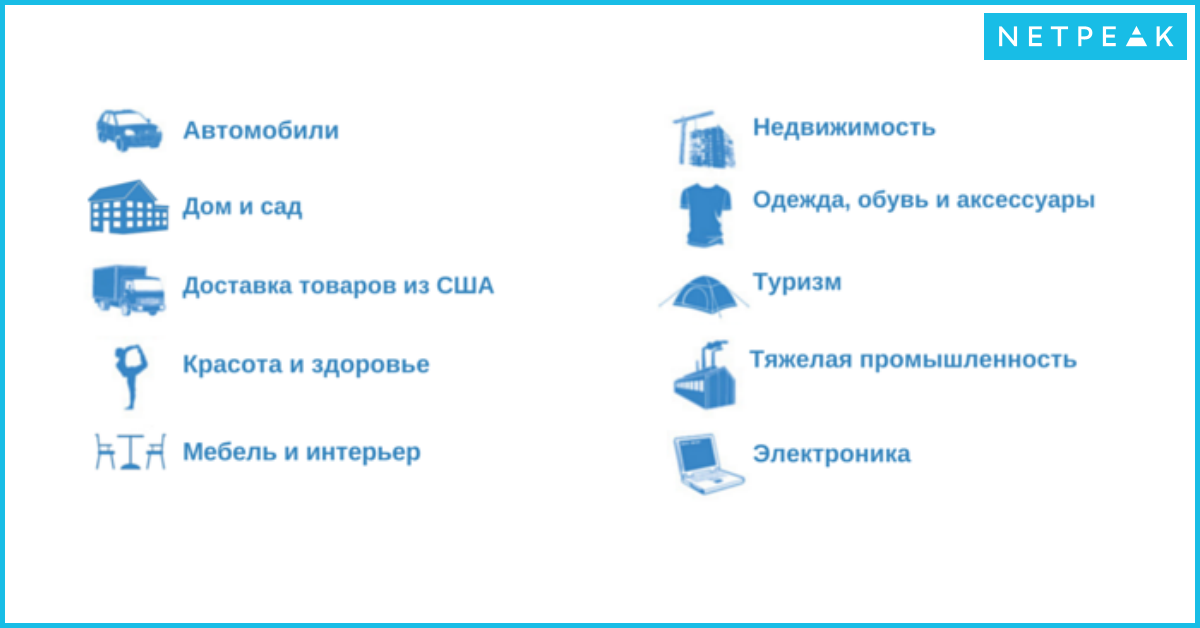 NETPEAK
Автомобили
Дом и сад
Доставка товаров из США
Красота и здоровье
Мебель и интерьер
Недвижимость
Одежда, обувь и аксессуары
Туризм
Тяжелая промышленность
Электроника